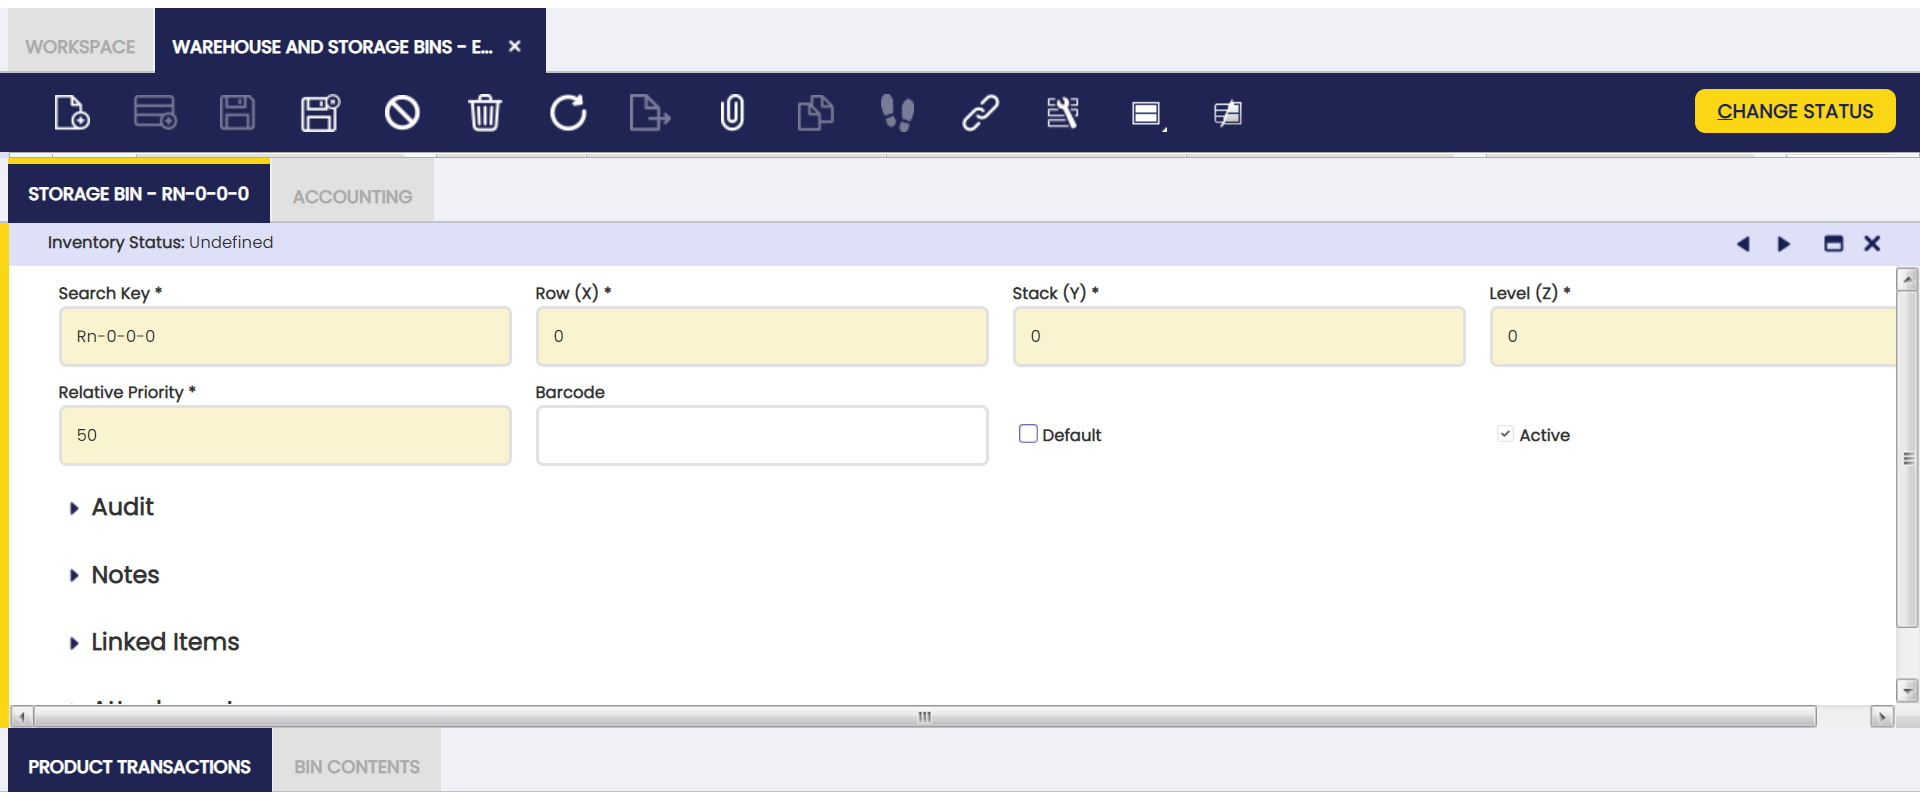 WORKSPACE
WAREHOUSE AND STORAGE BINS - E...
CHANGE STATUS
STORAGE BIN - RN-0-0-0
ACCOUNTING
Inventory Status: Undefined
Search Key *
Row (X) *
Stack (Y) *
Level (Z) *
Rn-0-0-0
0
0
0
Relative Priority *
Barcode
50
Default
Active
Audit
Notes
Linked Items
PRODUCT TRANSACTIONS
BIN CONTENTS